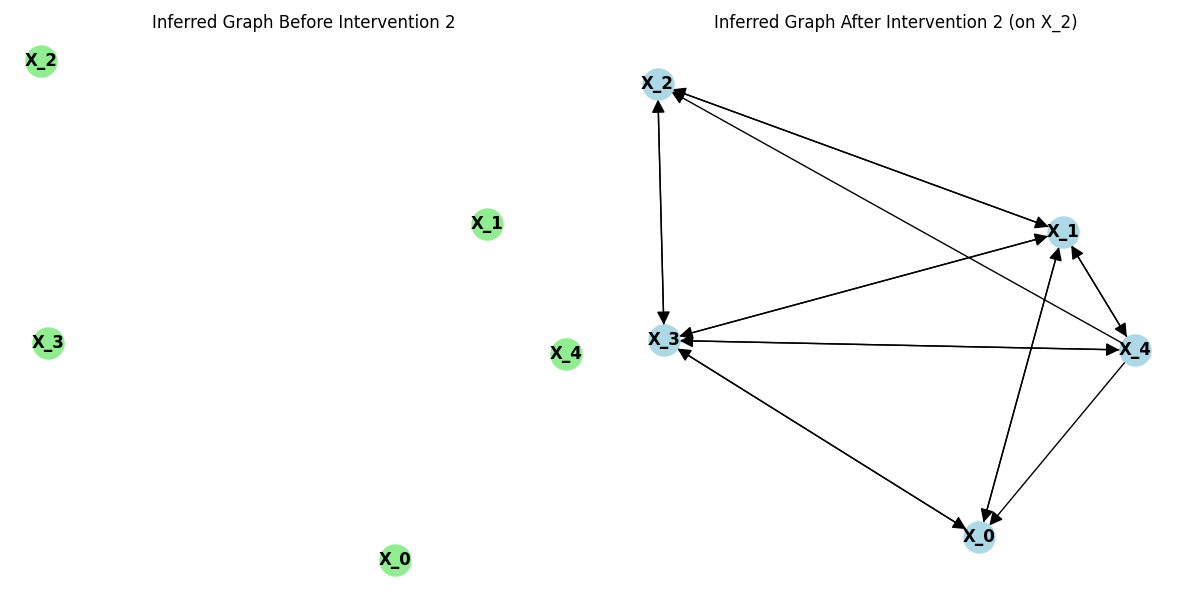 Inferred Graph Before Intervention 2
X_2
X_1
X_3
X_4
X_0
Inferred Graph After Intervention 2 (on X_2)
X_2
X_1
X_3
X_4
X_0